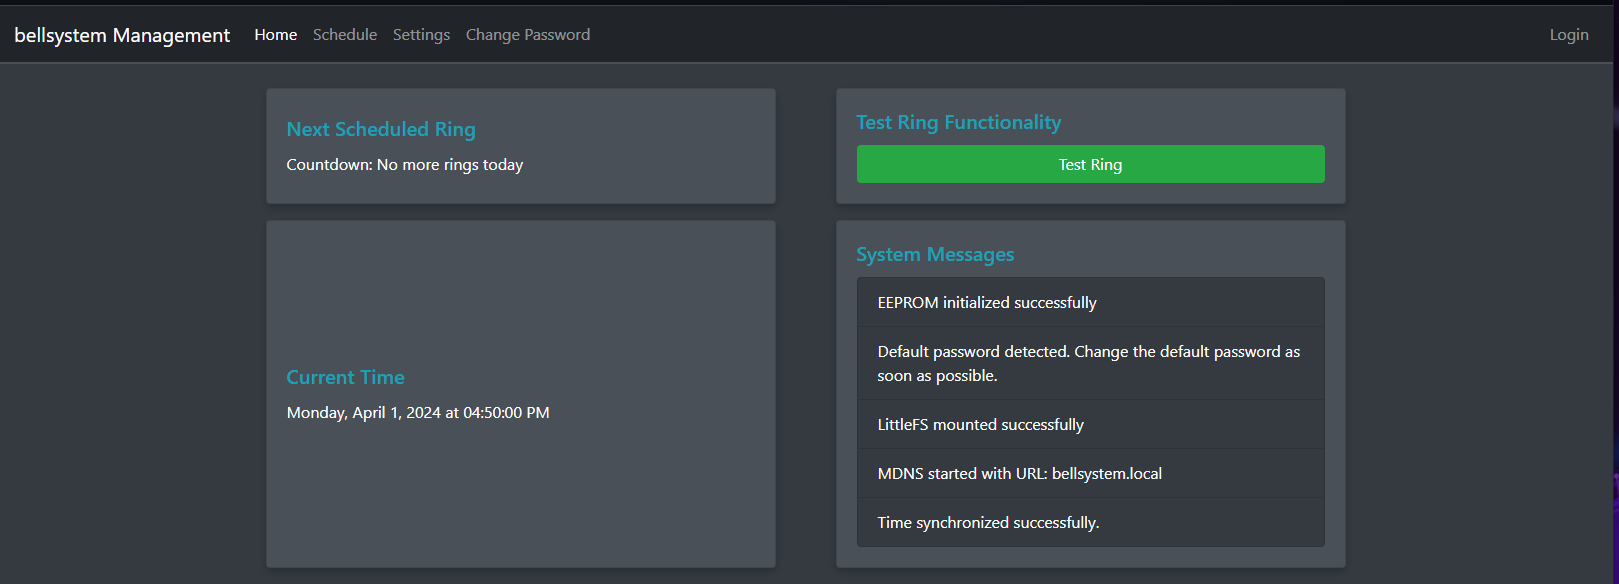 bellsystem Management Home Schedule Settings Change Password Login
Next Scheduled Ring
Countdown: No more rings today
Test Ring Functionality
Test Ring
Current Time
Monday, April 1, 2024 at 04:50:00 PM
System Messages
EEPROM initialized successfully
Default password detected. Change the default password as
soon as possible.
LittleFS mounted successfully
MDNS started with URL: bellsystem.local
Time synchronized successfully.